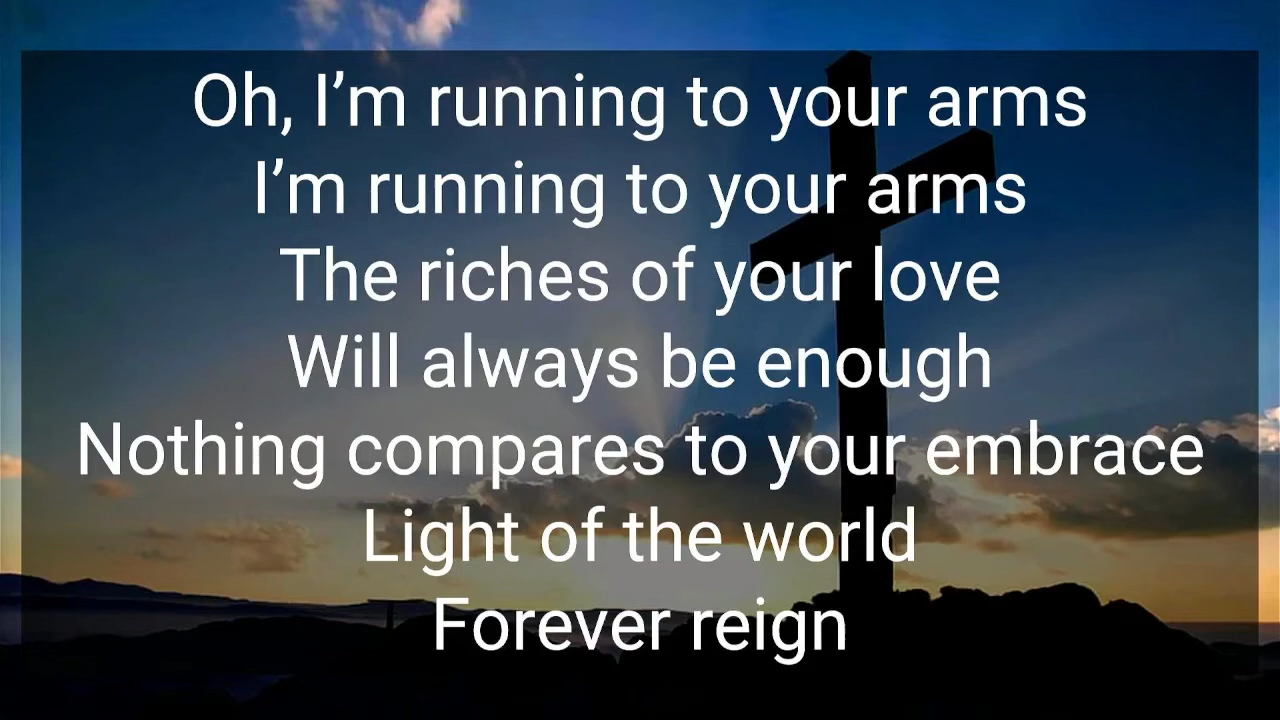 Oh, I’m running to your arms
I’m running to your arms
The riches of your love
Will always be enough
Nothing compares to your embrace
Light of the world
Forever reign